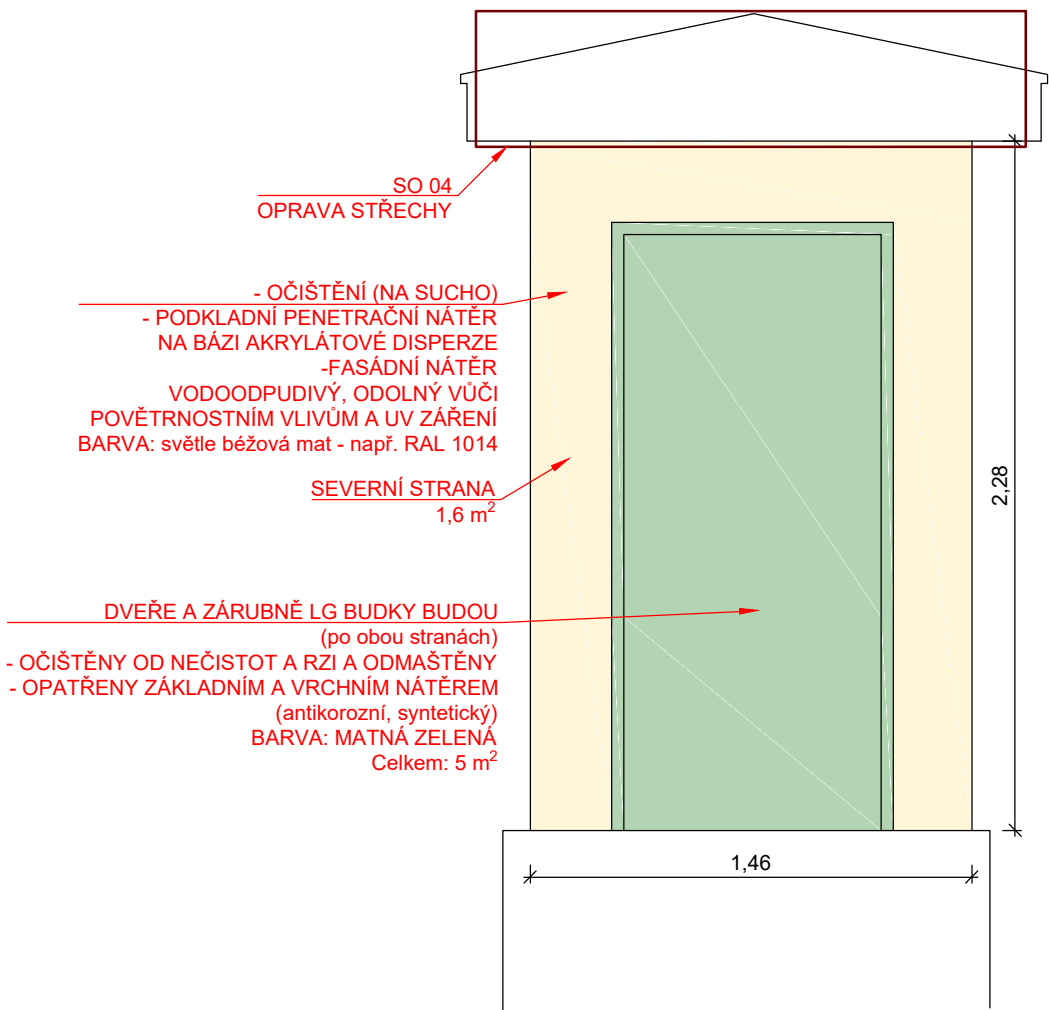 SO 04
OPRAVA STŘECHY
- OČIŠTĚNÍ (NA SUCHO)
- PODKLADNÍ PENETRAČNÍ NÁTĚR
NA BÁZI AKRYLÁTOVÉ DISPERZE
-FASÁDNÍ NÁTĚR
VODOODPUDIVÝ, ODOLNÝ VŮČI
POVĚTRNOSTNÍM VLIVŮM A UV ZÁŘENÍ
BARVA: světle béžová mat - např. RAL 1014
SEVERNÍ STRANA
1,6 m²
2,28
DVEŘE A ZÁRUBNĚ LG BUDKY BUDOU
(po obou stranách)
- OČIŠTĚNY OD NEČISTOT A RZI A ODMAŠTĚNY
- OPATŘENY ZÁKLADNÍM A VRCHNÍM NÁTĚREM
(antikorozní, syntetický)
BARVA: MATNÁ ZELENÁ
Celkem: 5 m²
1,46